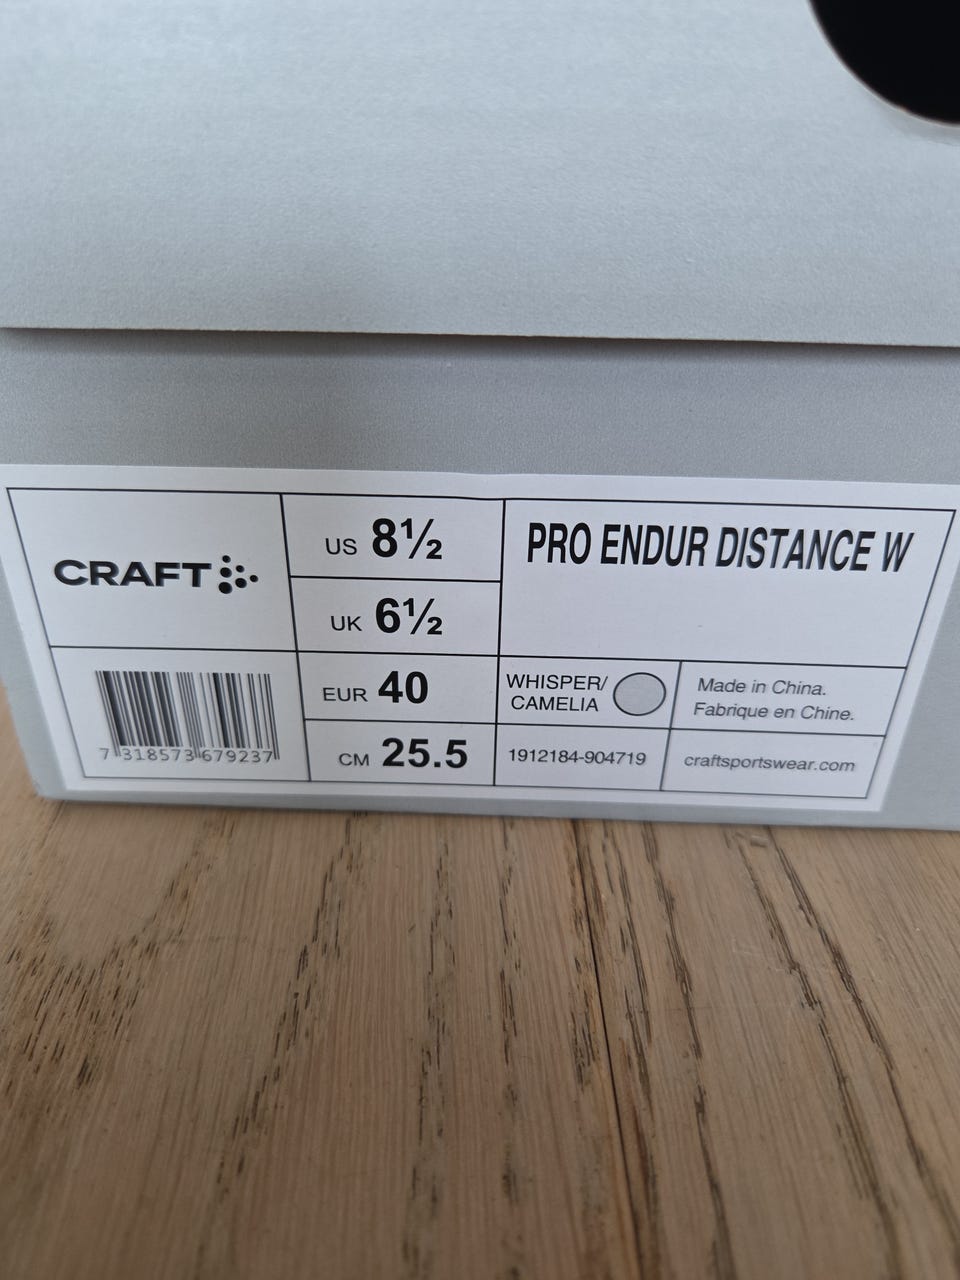 CRAFT
US 8½
UK 6½
EUR 40
CM 25.5
PRO ENDUR DISTANCE W
WHISPER/
CAMELIA
1912184-904719
Made in China.
Fabrique en Chine.
craftsportswear.com
7 318573 679237